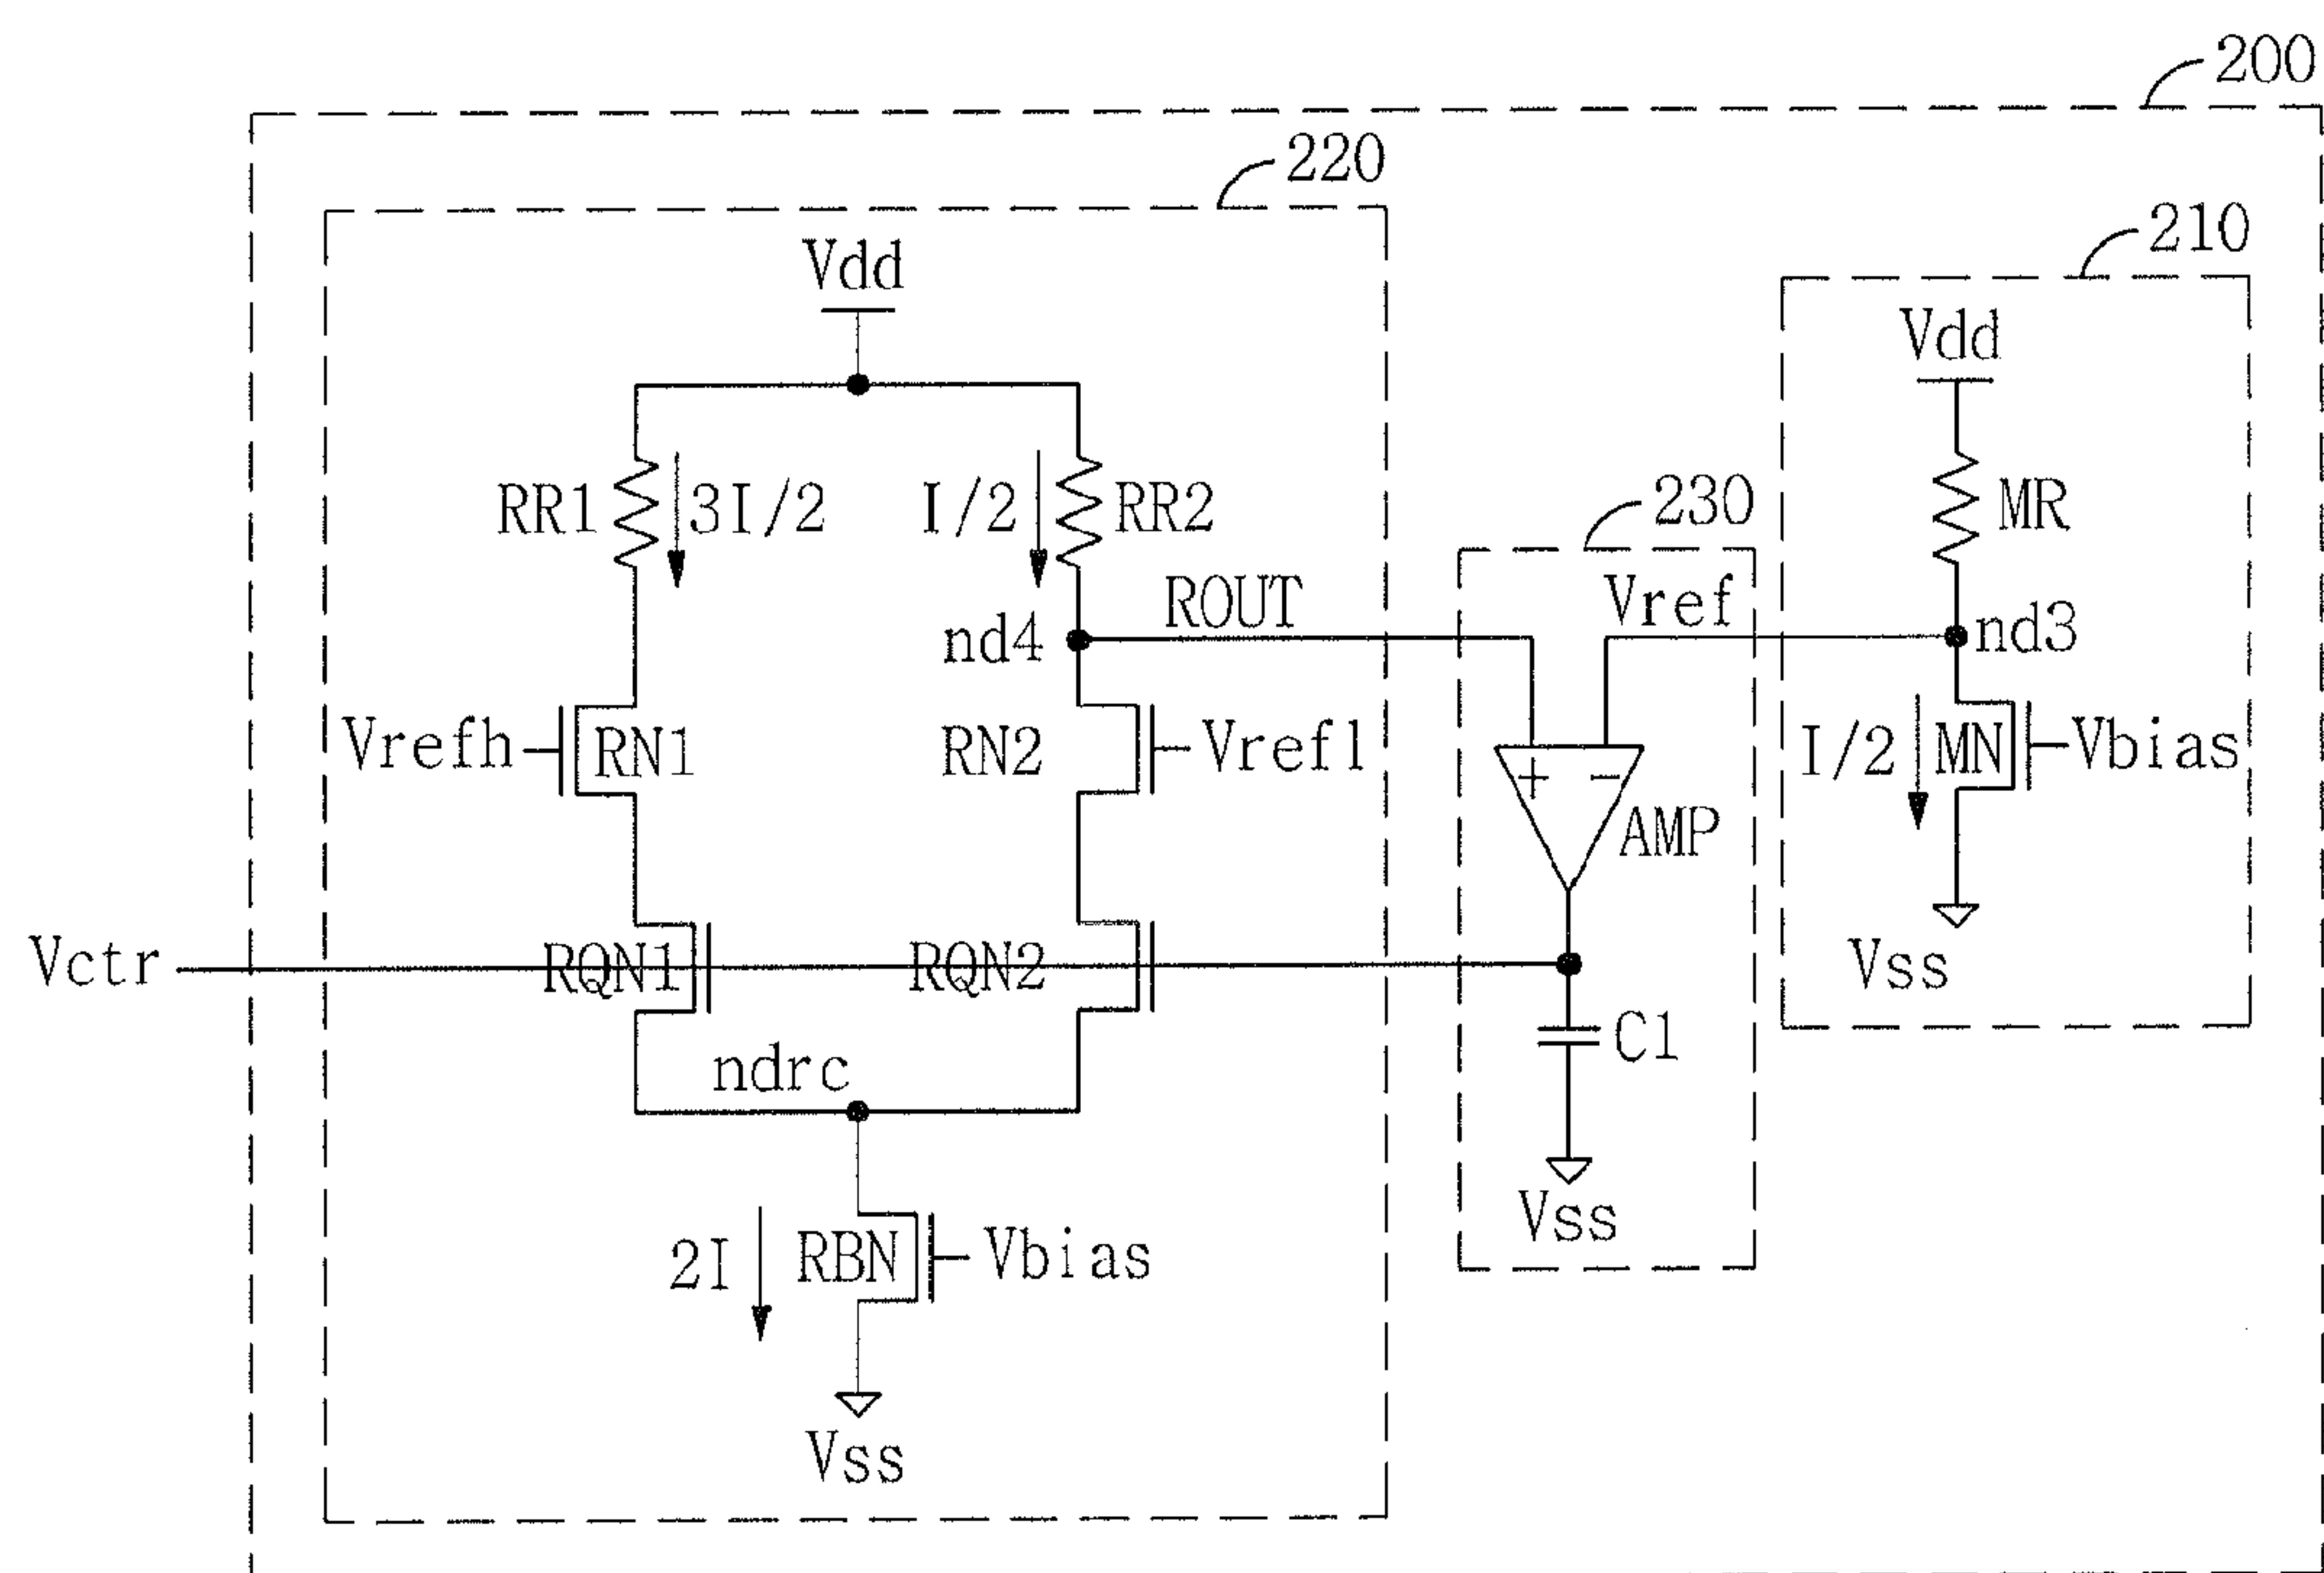 200
220
210
Vdd
Vdd
RR1
3I/2
I/2
RR2
230
MR
ROUT
Vref
nd4
nd3
Vrefh
RN1
RN2
Vrefl
+
-
I/2
MN
Vbias
AMP
Vctr
RQN1
RQN2
Vss
C1
ndrc
Vss
2I
RBN
Vbias
Vss